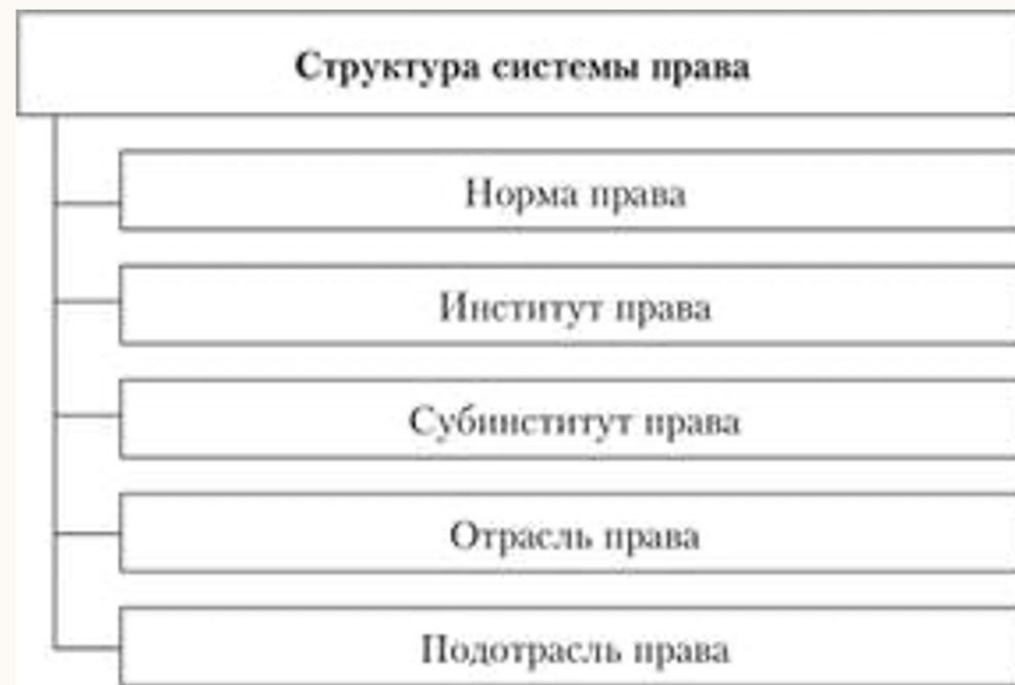 Структура системы права
Норма права
Институт права
Субинститут права
Отрасль права
Подотрасль права